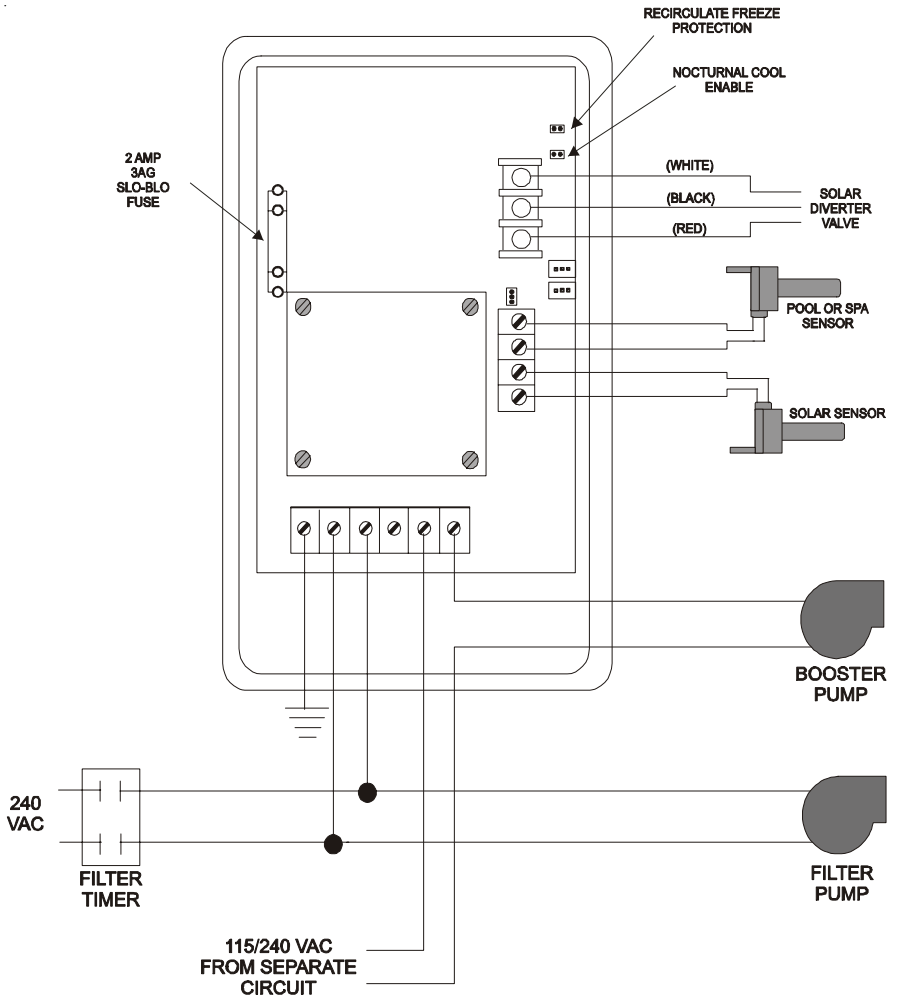 RECIRCULATE FREEZE
PROTECTION
NOCTURNAL COOL
ENABLE
2 AMP
3AG
SLO-BLO
FUSE
(WHITE)
(BLACK)
(RED)
SOLAR
DIVERTER
VALVE
POOL OR SPA
SENSOR
SOLAR SENSOR
BOOSTER
PUMP
240
VAC
FILTER
TIMER
FILTER
PUMP
115/240 VAC
FROM SEPARATE
CIRCUIT